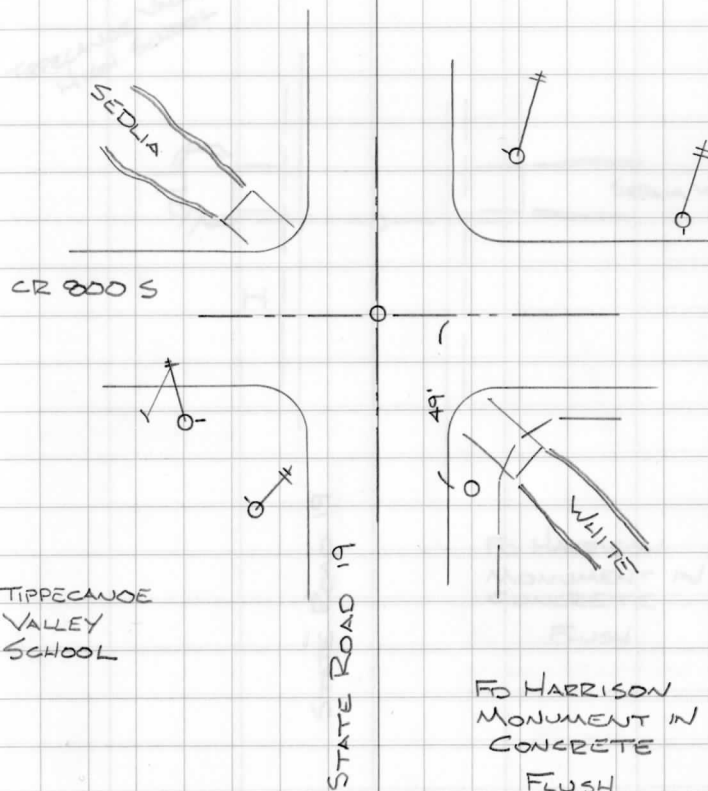 SEDLIA
CR 800 S
49'
WHITE
TIPPECANOE
VALLEY
SCHOOL
STATE ROAD 19
FD HARRISON
MONUMENT IN
CONCRETE
FLUSH